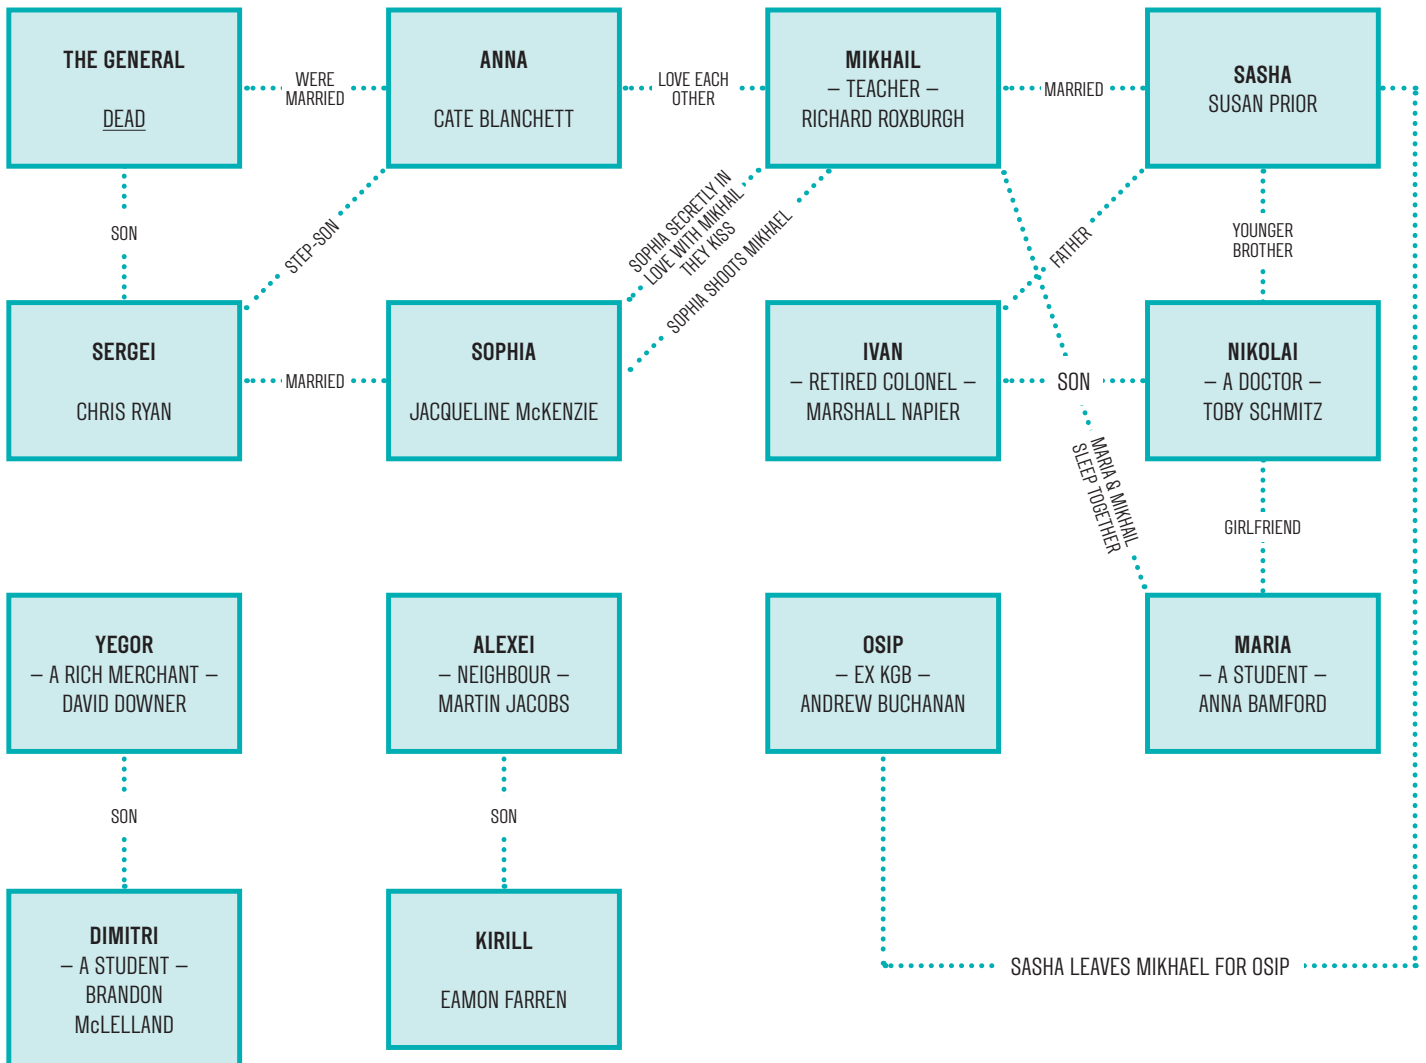 THE GENERAL
DEAD
WERE
MARRIED
ANNA
CATE BLANCHETT
LOVE EACH
OTHER
MIKHAIL
– TEACHER –
RICHARD ROXBURGH
MARRIED
SASHA
SUSAN PRIOR
SON
STEP-SON
SOPHIA SECRETLY IN
LOVE WITH MIKHAIL
THEY KISS
SOPHIA SHOOTS MIKHAEL
FATHER
YOUNGER
BROTHER
SERGEI
CHRIS RYAN
MARRIED
SOPHIA
JACQUELINE McKENZIE
IVAN
– RETIRED COLONEL –
MARSHALL NAPIER
SON
NIKOLAI
– A DOCTOR –
TOBY SCHMITZ
MARIA & MIKHAIL
SLEEP TOGETHER
GIRLFRIEND
YEGOR
– A RICH MERCHANT –
DAVID DOWNER
ALEXEI
– NEIGHBOUR –
MARTIN JACOBS
OSIP
– EX KGB –
ANDREW BUCHANAN
MARIA
– A STUDENT –
ANNA BAMFORD
SON
SON
DIMITRI
– A STUDENT –
BRANDON
McLELLAND
KIRILL
EAMON FARREN
SASHA LEAVES MIKHAEL FOR OSIP